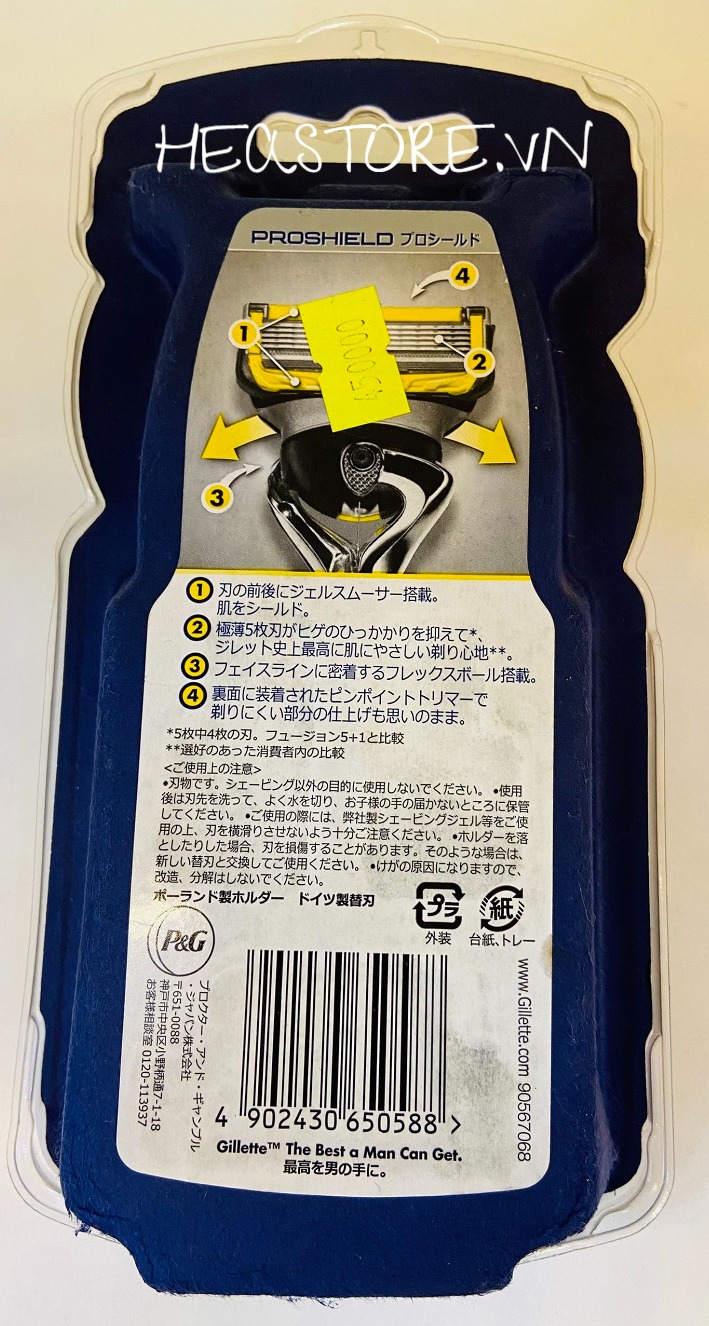 HEASTORE.VN
PROSHIELD プロシールド
4
1
2
450000
3
1 刃の前後にジェルスムーサー搭載。
肌をシールド。
2 極薄5枚刃がヒゲのひっかかりを抑えて*、
ジレット史上最高に肌にやさしい剃り心地**。
3 フェイスラインに密着するフレックスボール搭載。
4 裏面に装着されたピンポイントトリマーで
剃りにくい部分の仕上げも思いのまま。
*5枚中4枚の刃。フュージョン5+1と比較
**選好のあった消費者内の比較
<ご使用上の注意>
•刃物です。シェービング以外の目的に使用しないでください。 •使用
後は刃先を洗って、よく水を切り、お子様の手の届かないところに保管
してください。 •ご使用の際には、弊社製シェービングジェル等をご使
用の上、刃を横滑りさせないよう十分ご注意ください。 •ホルダーを落
としたりした場合、刃を損傷することがあります。そのような場合は、
新しい替刃と交換してご使用ください。 •けがの原因になりますので、
改造、分解はしないでください。
ポーランド製ホルダー ドイツ製替刃
プラ
外装
紙
台紙、トレー
P&G
プロクター・アンド・ギャンブル
・ジャパン株式会社
〒651-0088
神戸市中央区小野柄通7-1-18
お客様相談室 0120-113937
www.Gillette.com 90567068
4 902430 650588 >
Gillette™ The Best a Man Can Get.
最高を男の手に。